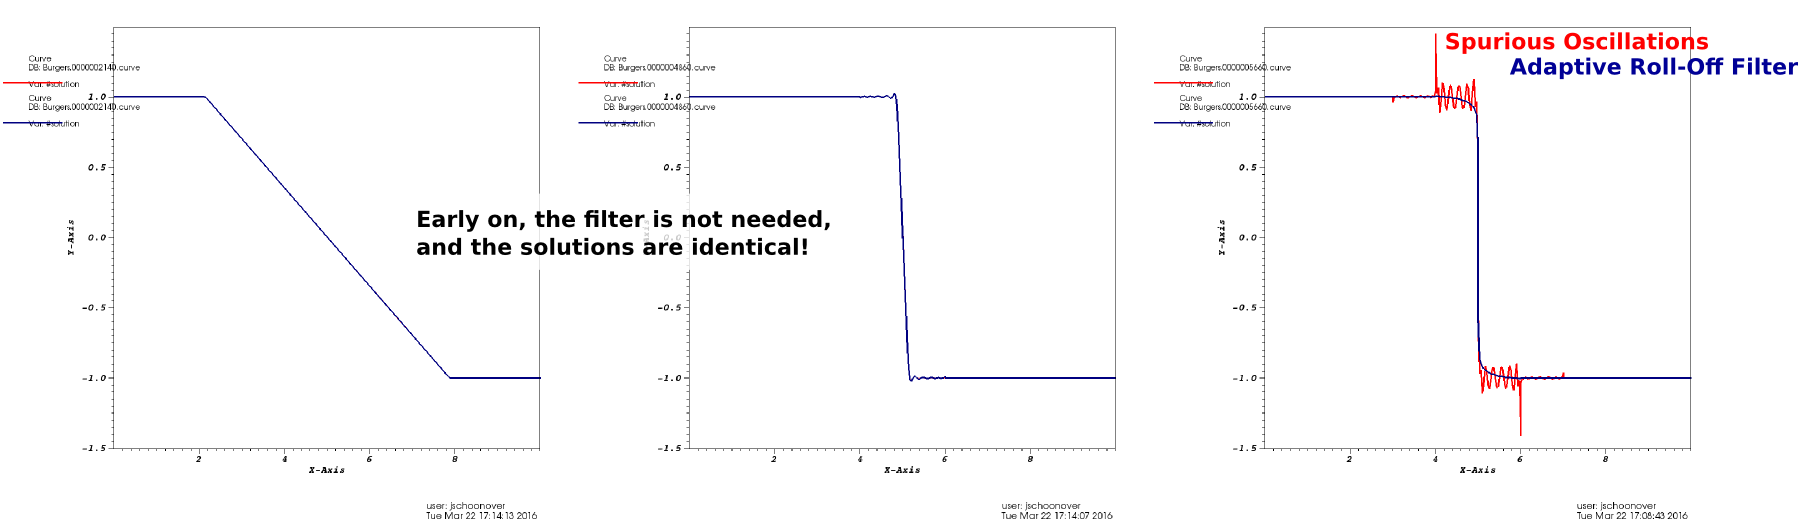 Curve
DB: Burgers.0000002140.curve
Var: #solution
Curve
DB: Burgers.0000002140.curve
Var: #solution
1.0
0.5
0.0
-0.5
-1.0
-1.5
Y-Axis
2 4 6 8
X-Axis
user: jschoonover
Tue Mar 22 17:14:13 2016
Early on, the filter is not needed,
and the solutions are identical!
Curve
DB: Burgers.0000004860.curve
Var: #solution
Curve
DB: Burgers.0000004860.curve
Var: #solution
1.0
0.5
0.0
-0.5
-1.0
-1.5
2 4 6 8
X-Axis
user: jschoonover
Tue Mar 22 17:14:07 2016
Spurious Oscillations
Adaptive Roll-Off Filter
Curve
DB: Burgers.0000005660.curve
Var: #solution
Curve
DB: Burgers.0000005660.curve
Var: #solution
1.0
0.5
0.0
-0.5
-1.0
-1.5
Y-Axis
2 4 6 8
X-Axis
user: jschoonover
Tue Mar 22 17:08:43 2016